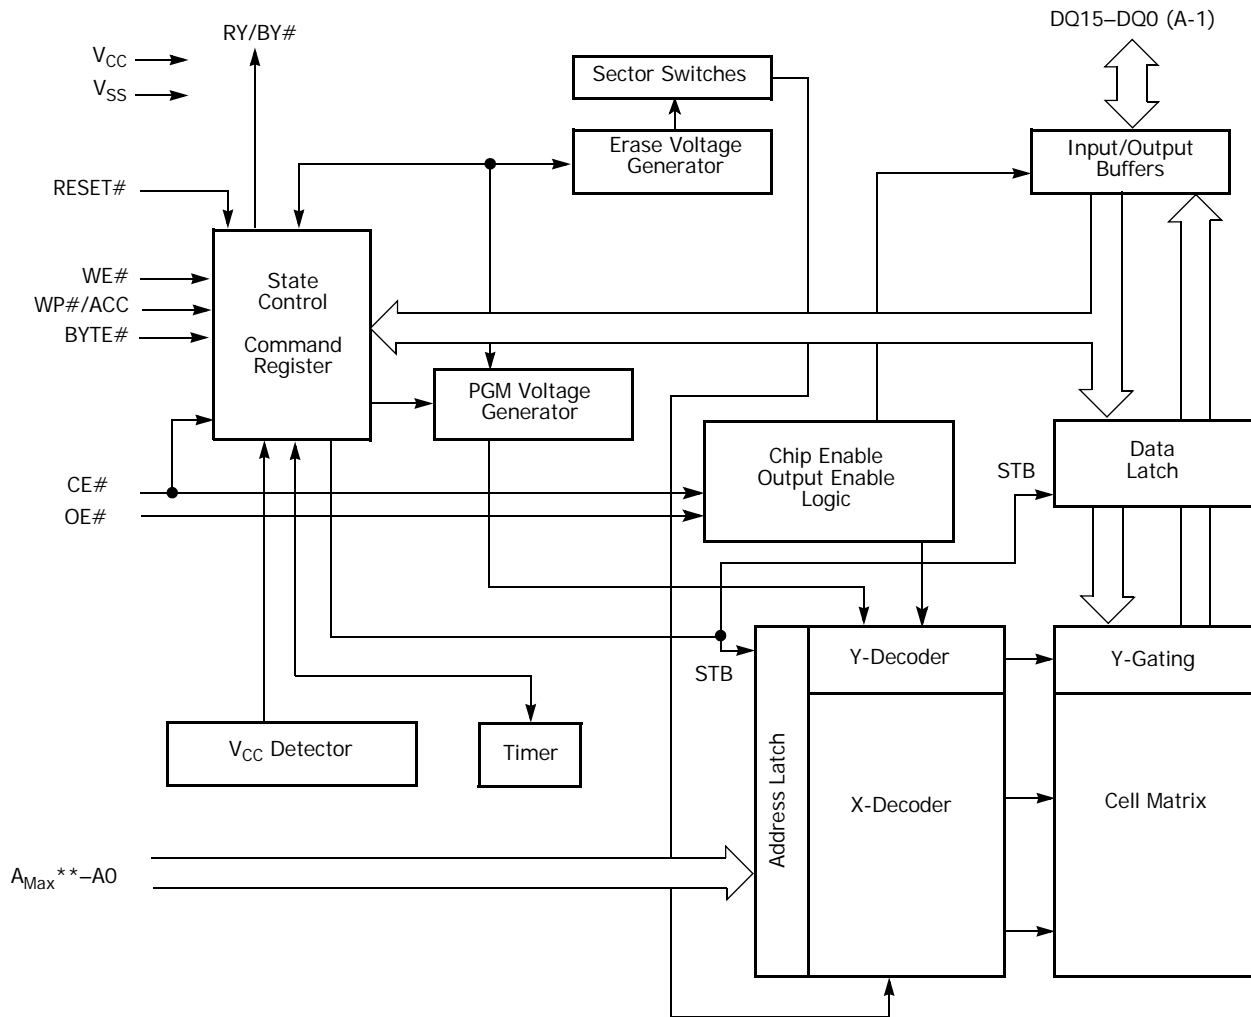 RY/BY#
DQ15–DQ0 (A-1)
VCC
VSS
Sector Switches
Erase Voltage
Generator
Input/Output
Buffers
RESET#
WE#
WP#/ACC
BYTE#
State
Control
Command
Register
PGM Voltage
Generator
Chip Enable
Output Enable
Logic
STB
Data
Latch
CE#
OE#
STB
Y-Decoder
Y-Gating
VCC Detector
Timer
Address Latch
X-Decoder
Cell Matrix
AMax**–A0